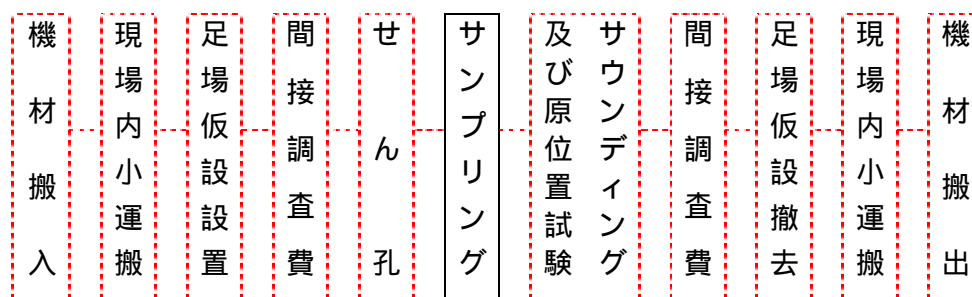 機材搬入
現場内小運搬
足場仮設設置
間接調査費
せん孔
サンプリング
サウンディング
及び原位置試験
間接調査費
足場仮設撤去
現場内小運搬
機材搬出